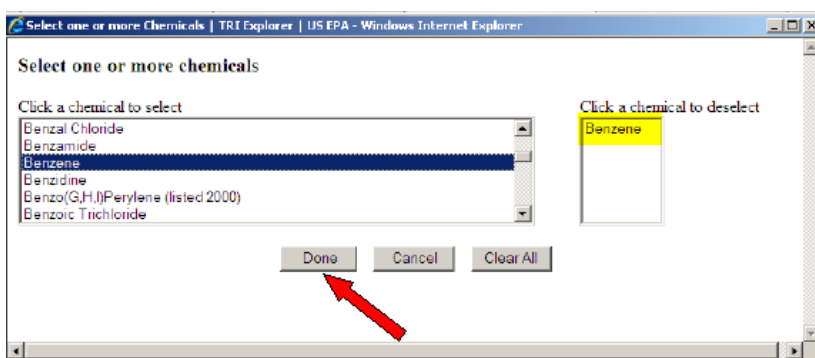 Select one or more Chemicals | TRI Explorer | US EPA - Windows Internet Explorer
Select one or more chemicals
Click a chemical to select
Click a chemical to deselect
Benzal Chloride
Benzamide
Benzene
Benzidine
Benzo(G,H,I)Perylene (listed 2000)
Benzoic Trichloride
Benzene
Done Cancel Clear All